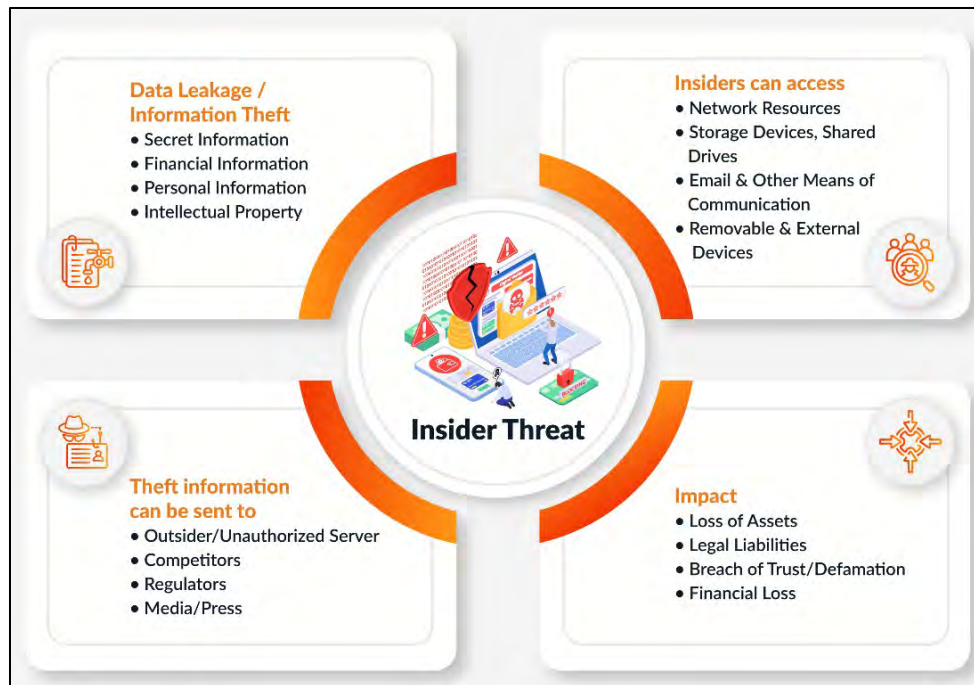 Data Leakage /
Information Theft
• Secret Information
• Financial Information
• Personal Information
• Intellectual Property
Insiders can access
• Network Resources
• Storage Devices, Shared
Drives
• Email & Other Means of
Communication
• Removable & External
Devices
Insider Threat
Theft information
can be sent to
• Outsider/Unauthorized Server
• Competitors
• Regulators
• Media/Press
Impact
• Loss of Assets
• Legal Liabilities
• Breach of Trust/Defamation
• Financial Loss